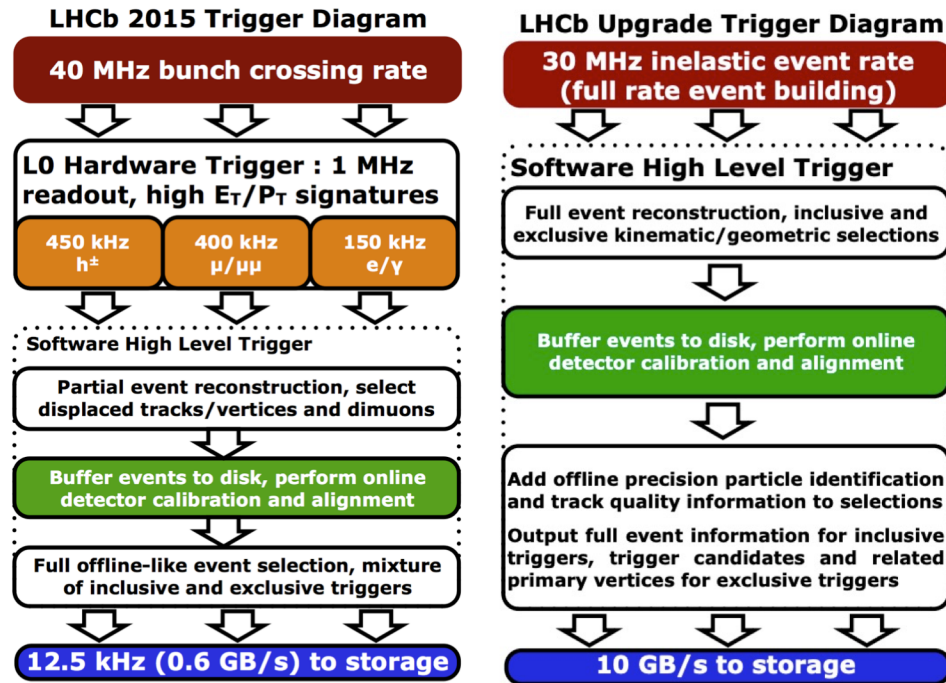 LHCb 2015 Trigger Diagram
40 MHz bunch crossing rate
L0 Hardware Trigger : 1 MHz
readout, high E_T/P_T signatures
450 kHz
h±
400 kHz
μ/μμ
150 kHz
e/γ
Software High Level Trigger
Partial event reconstruction, select
displaced tracks/vertices and dimuons
Buffer events to disk, perform online
detector calibration and alignment
Full offline-like event selection, mixture
of inclusive and exclusive triggers
12.5 kHz (0.6 GB/s) to storage
LHCb Upgrade Trigger Diagram
30 MHz inelastic event rate
(full rate event building)
Software High Level Trigger
Full event reconstruction, inclusive and
exclusive kinematic/geometric selections
Buffer events to disk, perform online
detector calibration and alignment
Add offline precision particle identification
and track quality information to selections
Output full event information for inclusive
triggers, trigger candidates and related
primary vertices for exclusive triggers
10 GB/s to storage